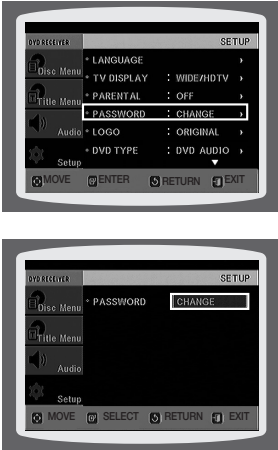 DVD RECEIVER SETUP
Disc Menu
Title Menu
Audio
Setup
LANGUAGE
TV DISPLAY : WIDE/HDTV
PARENTAL : OFF
PASSWORD : CHANGE
LOGO : ORIGINAL
DVD TYPE : DVD AUDIO
MOVE ENTER RETURN EXIT
DVD RECEIVER SETUP
Disc Menu
Title Menu
Audio
Setup
PASSWORD CHANGE
MOVE SELECT RETURN EXIT